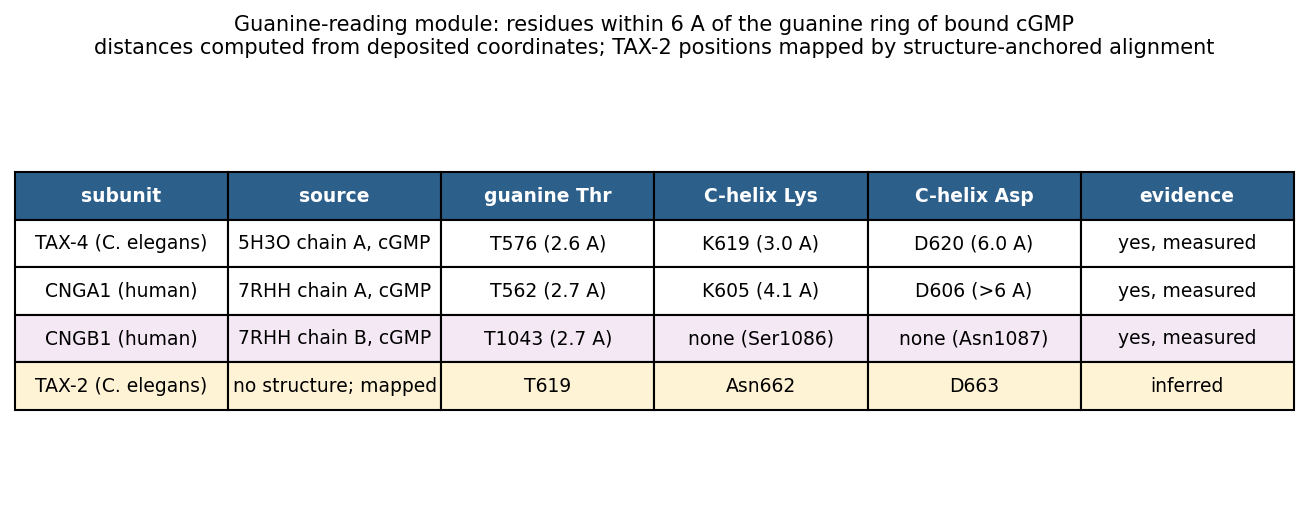 Guanine-reading module: residues within 6 A of the guanine ring of bound cGMP
distances computed from deposited coordinates; TAX-2 positions mapped by structure-anchored alignment
subunit source guanine Thr C-helix Lys C-helix Asp evidence
TAX-4 (C. elegans) 5H3O chain A, cGMP T576 (2.6 A) K619 (3.0 A) D620 (6.0 A) yes, measured
CNGA1 (human) 7RHH chain A, cGMP T562 (2.7 A) K605 (4.1 A) D606 (>6 A) yes, measured
CNGB1 (human) 7RHH chain B, cGMP T1043 (2.7 A) none (Ser1086) none (Asn1087) yes, measured
TAX-2 (C. elegans) no structure; mapped T619 Asn662 D663 inferred